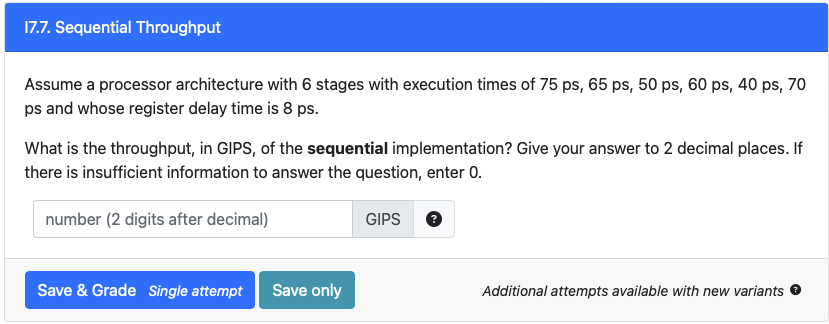 I7.7. Sequential Throughput
Assume a processor architecture with 6 stages with execution times of 75 ps, 65 ps, 50 ps, 60 ps, 40 ps, 70
ps and whose register delay time is 8 ps.
What is the throughput, in GIPS, of the sequential implementation? Give your answer to 2 decimal places. If
there is insufficient information to answer the question, enter 0.
number (2 digits after decimal) GIPS ?
Save & Grade Single attempt Save only Additional attempts available with new variants ?